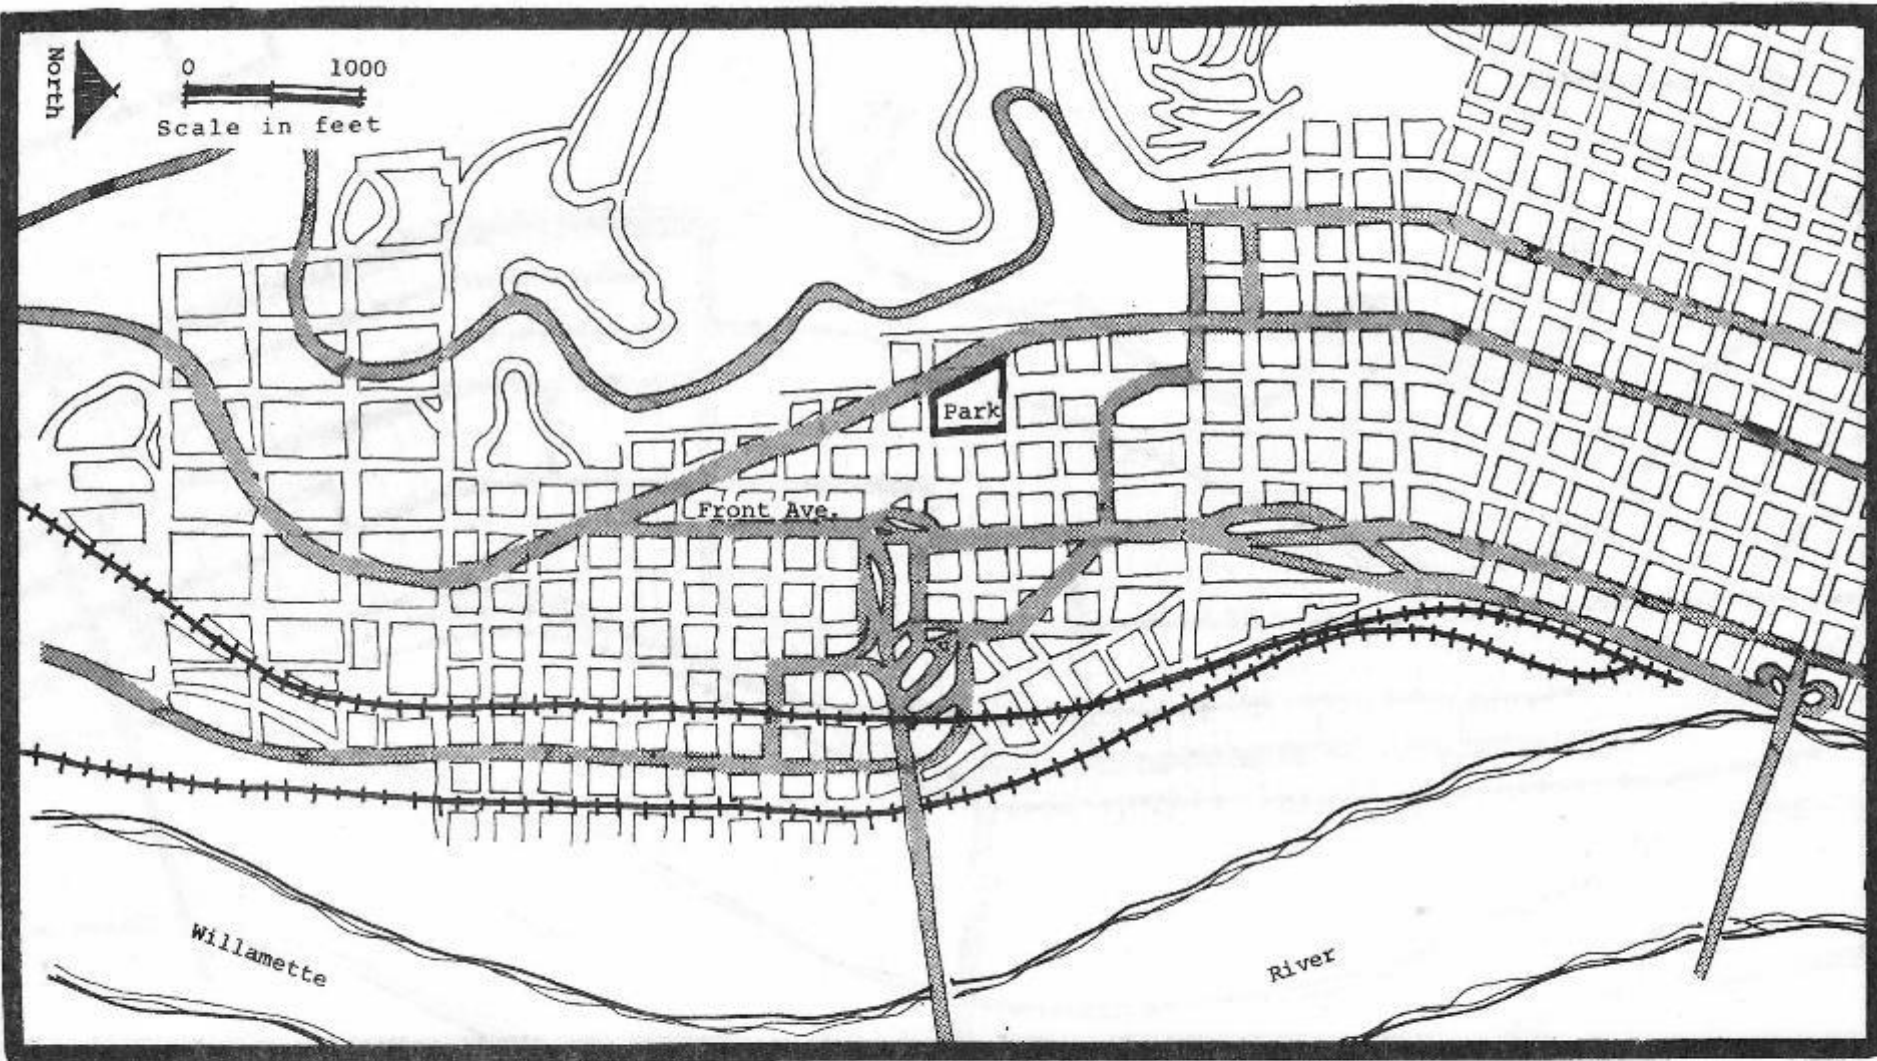 North
0 1000
Scale in feet
Park
Front Ave.
Willamette
River